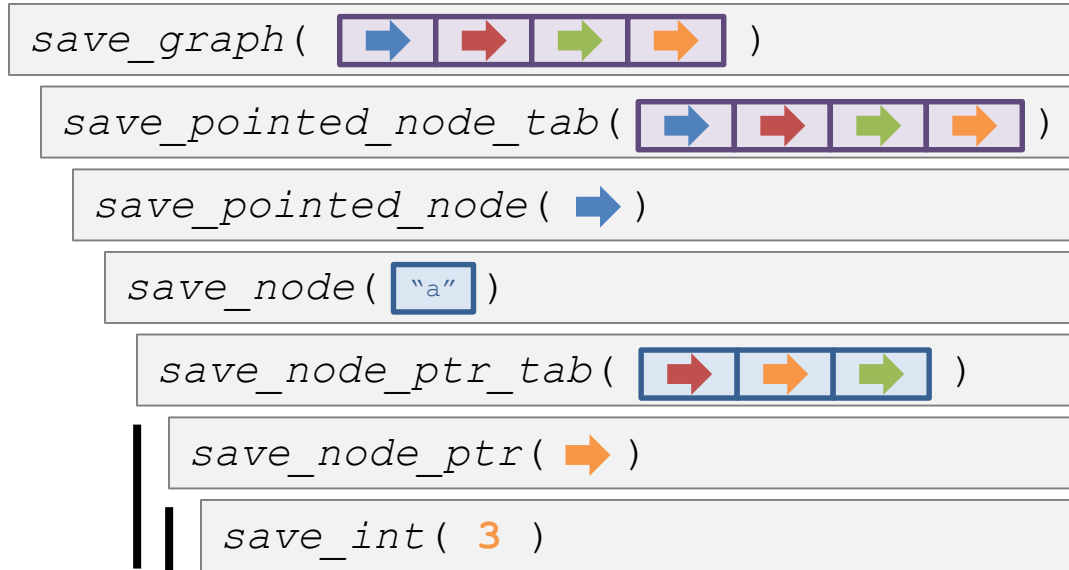 save_graph( )
save_pointed_node_tab( )
save_pointed_node( )
save_node( “a” )
save_node_ptr_tab( )
save_node_ptr( )
save_int( 3 )